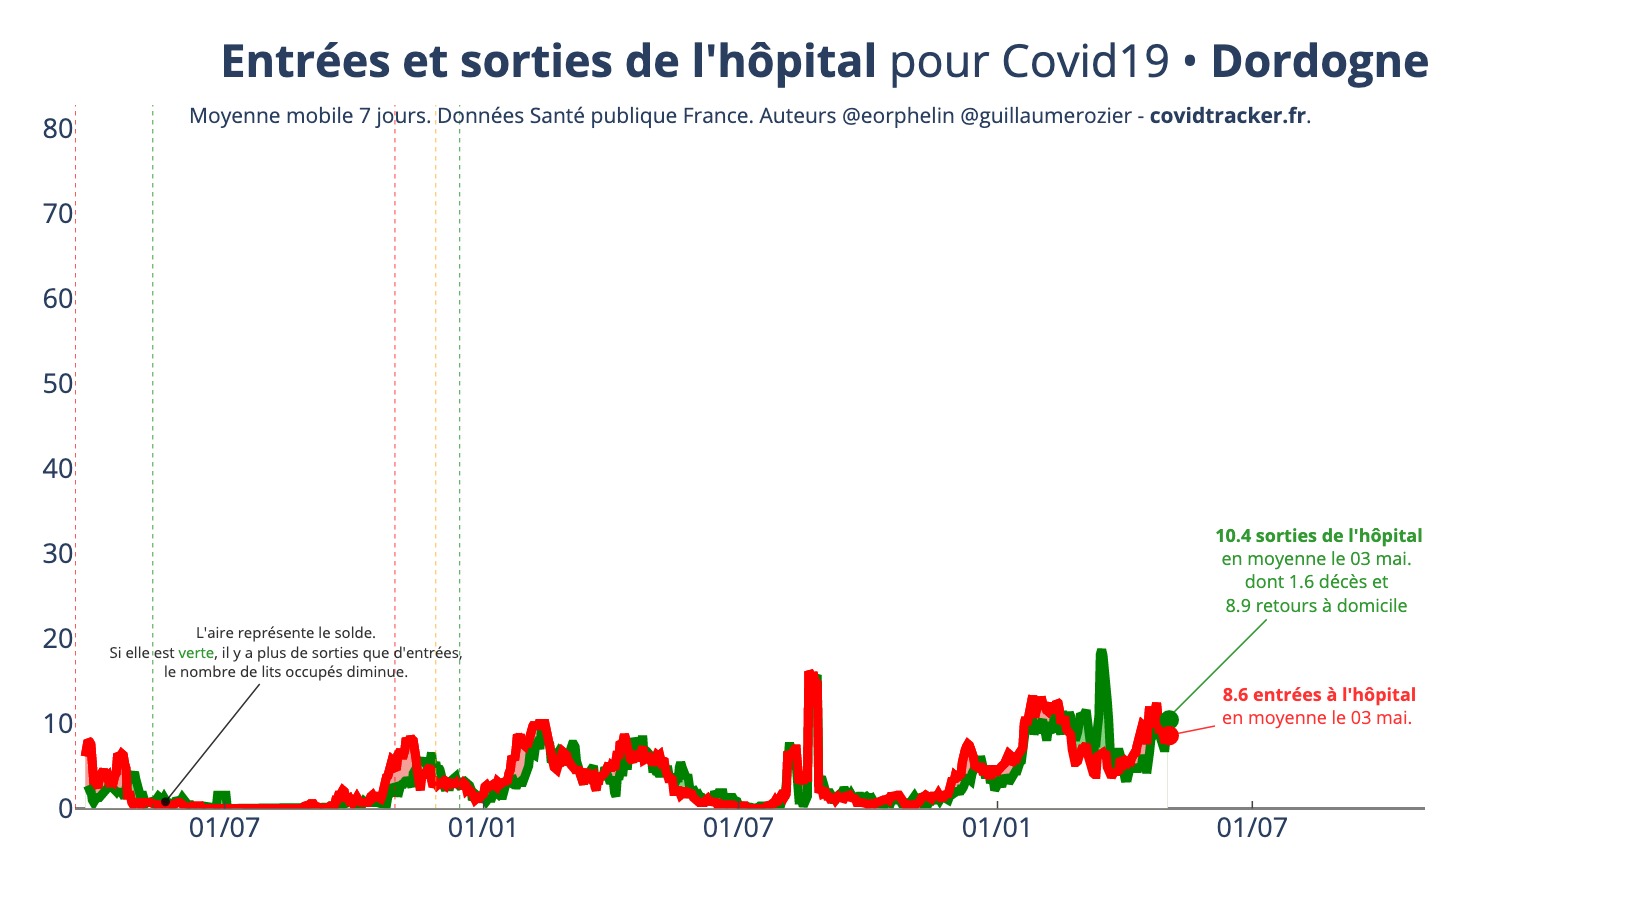 Entrées et sorties de l'hôpital pour Covid19 • Dordogne
Moyenne mobile 7 jours. Données Santé publique France. Auteurs @eorphelin @guillaumerozier - covidtracker.fr.
80
70
60
50
40
30
20
10
0
10.4 sorties de l'hôpital
en moyenne le 03 mai.
dont 1.6 décès et
8.9 retours à domicile
L'aire représente le solde.
Si elle est verte, il y a plus de sorties que d'entrées,
le nombre de lits occupés diminue.
8.6 entrées à l'hôpital
en moyenne le 03 mai.
01/07
01/01
01/07
01/01
01/07